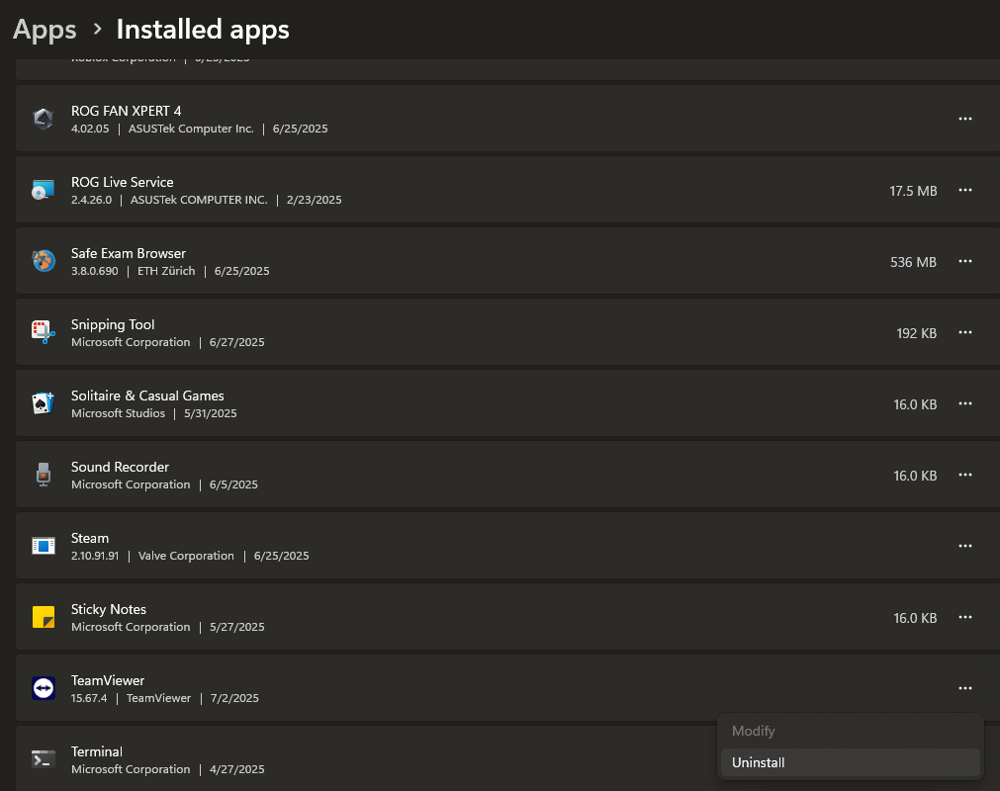 Apps > Installed apps
Roblox Corporation | 6/25/2025
ROG FAN XPERT 4
4.02.05 | ASUSTek Computer Inc. | 6/25/2025
ROG Live Service
2.4.26.0 | ASUSTek COMPUTER INC. | 2/23/2025
17.5 MB
Safe Exam Browser
3.8.0.690 | ETH Zürich | 6/25/2025
536 MB
Snipping Tool
Microsoft Corporation | 6/27/2025
192 KB
Solitaire & Casual Games
Microsoft Studios | 5/31/2025
16.0 KB
Sound Recorder
Microsoft Corporation | 6/5/2025
16.0 KB
Steam
2.10.91.91 | Valve Corporation | 6/25/2025
Sticky Notes
Microsoft Corporation | 5/27/2025
16.0 KB
TeamViewer
15.67.4 | TeamViewer | 7/2/2025
Modify
Uninstall
Terminal
Microsoft Corporation | 4/27/2025